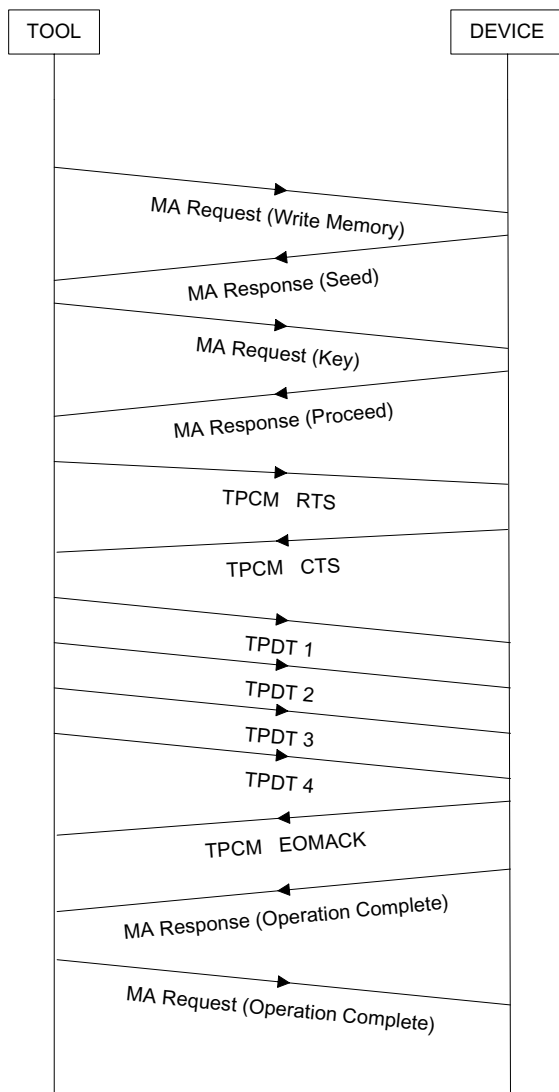 TOOL
DEVICE
MA Request (Write Memory)
MA Response (Seed)
MA Request (Key)
MA Response (Proceed)
TPCM RTS
TPCM CTS
TPDT 1
TPDT 2
TPDT 3
TPDT 4
TPCM EOMACK
MA Response (Operation Complete)
MA Request (Operation Complete)